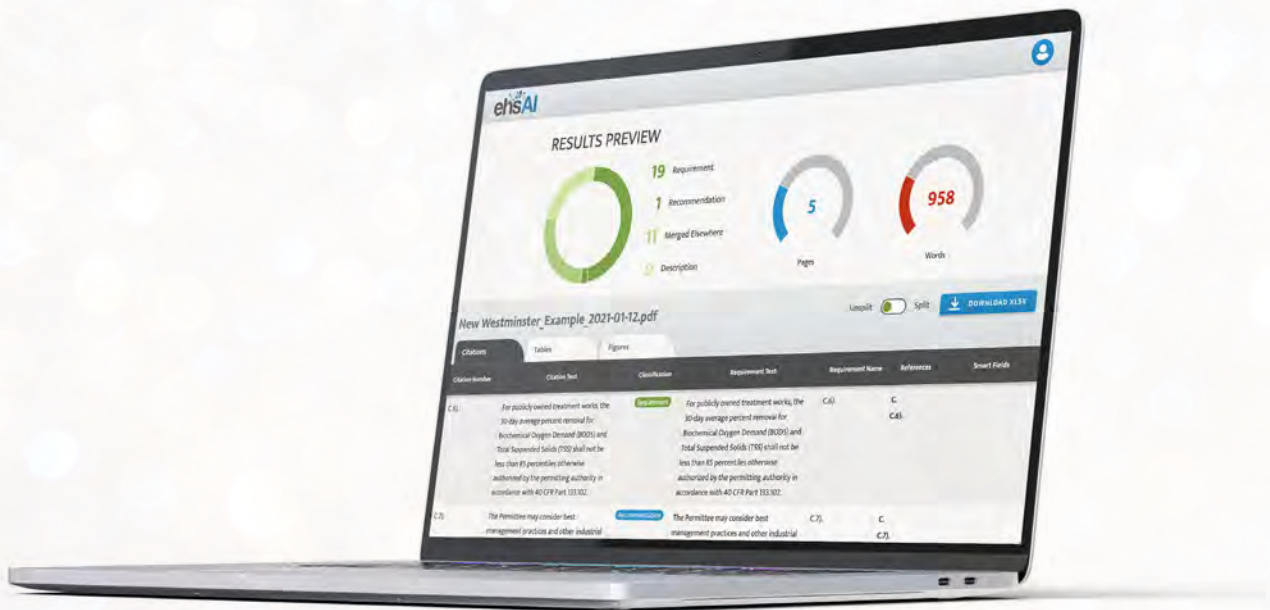 ehsAI
RESULTS PREVIEW
19 Requirement
1 Recommendation
11 Merged Elsewhere
9 Description
5
Pages
958
Words
New Westminster_Example_2021-01-12.pdf
Unsplit Split DOWNLOAD XLSX
Citations Tables Figures
Citation Number Citation Text Classification Requirement Text Requirement Name References Smart Fields
C.6). For publicly owned treatment works, the Requirement For publicly owned treatment works, the C.6). C.
30-day average percent removal for 30-day average percent removal for C.6).
Biochemical Oxygen Demand (BOD5) and Biochemical Oxygen Demand (BOD5) and
Total Suspended Solids (TSS) shall not be Total Suspended Solids (TSS) shall not be
less than 85 percentiles otherwise less than 85 percentiles otherwise
authorized by the permitting authority in authorized by the permitting authority in
accordance with 40 CFR Part 133.102. accordance with 40 CFR Part 133.102.
C.7). The Permittee may consider best Recommendation The Permittee may consider best C.7). C.
management practices and other industrial management practices and other industrial C.7).